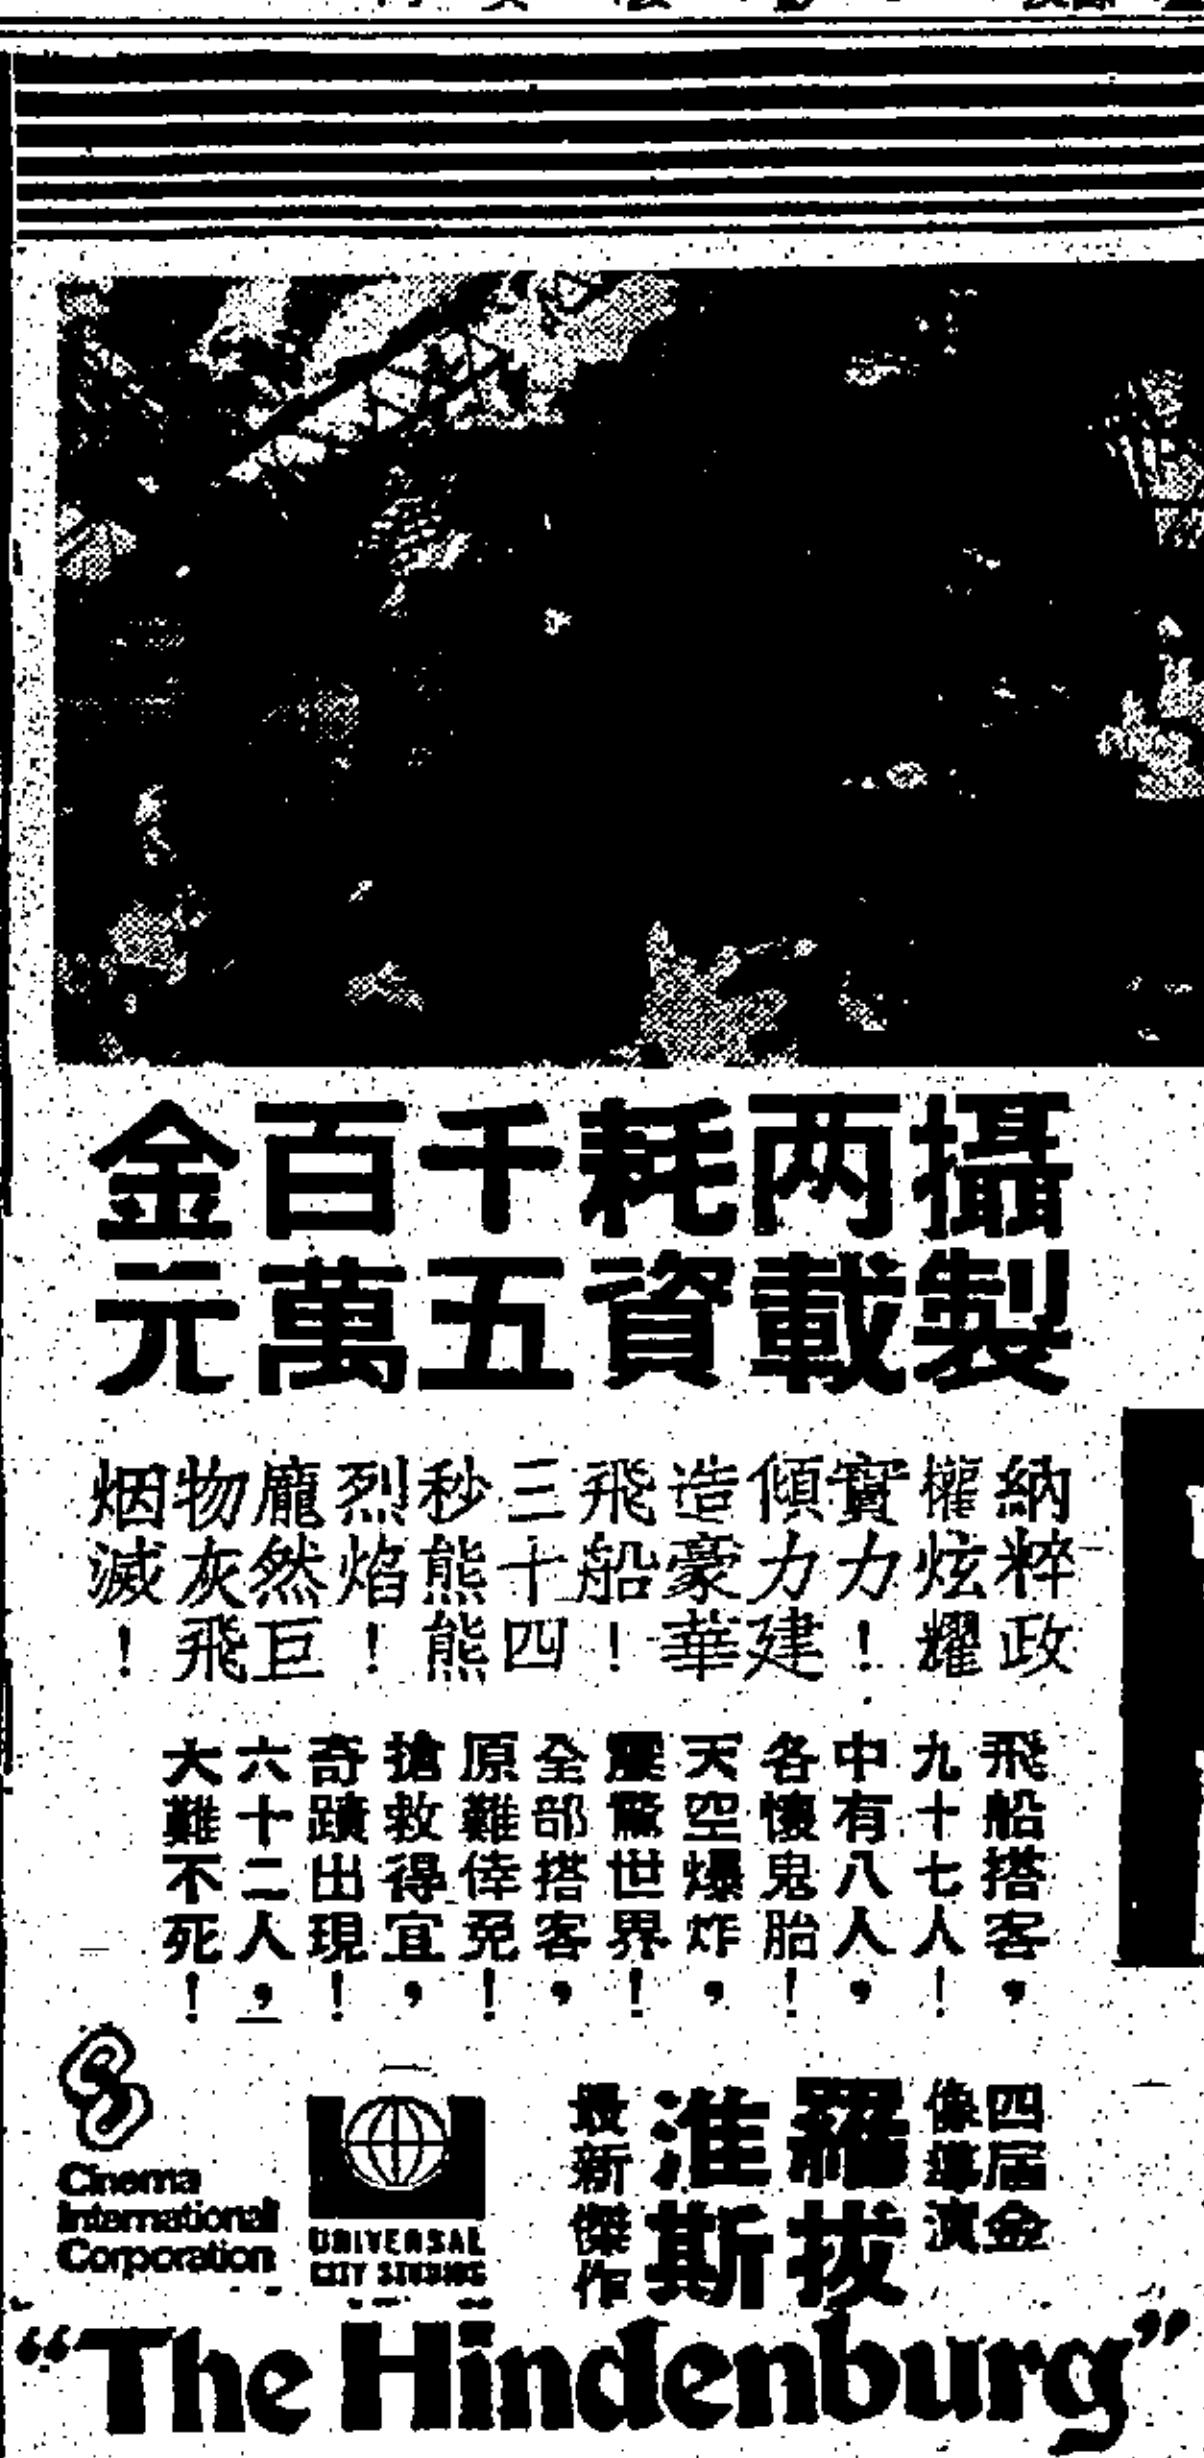 攝製
两載
耗資
千五
百萬
金元
納粹政
權炫耀
實力！
傾力建
造豪華
飛船！
三十四
秒熊熊
烈焰！
龐然巨
物灰飛
烟滅！
飛船搭客，
九十七人！
中有八人，
各懷鬼胎！
天空爆炸，
震驚世界！
全部搭客，
原難倖免！
搶救得宜，
奇蹟出現！
六十二人，
大難不死！
四届金
像導演
羅拔
淮斯
最新傑作
Cinema
International
Corporation
UNIVERSAL
CITY STUDIOS
“The Hindenburg”